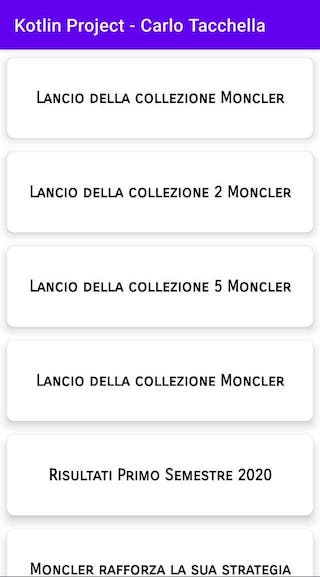 Kotlin Project - Carlo Tacchella
Lancio della collezione Moncler
Lancio della collezione 2 Moncler
Lancio della collezione 5 Moncler
Lancio della collezione Moncler
Risultati Primo Semestre 2020
Moncler rafforza la sua strategia